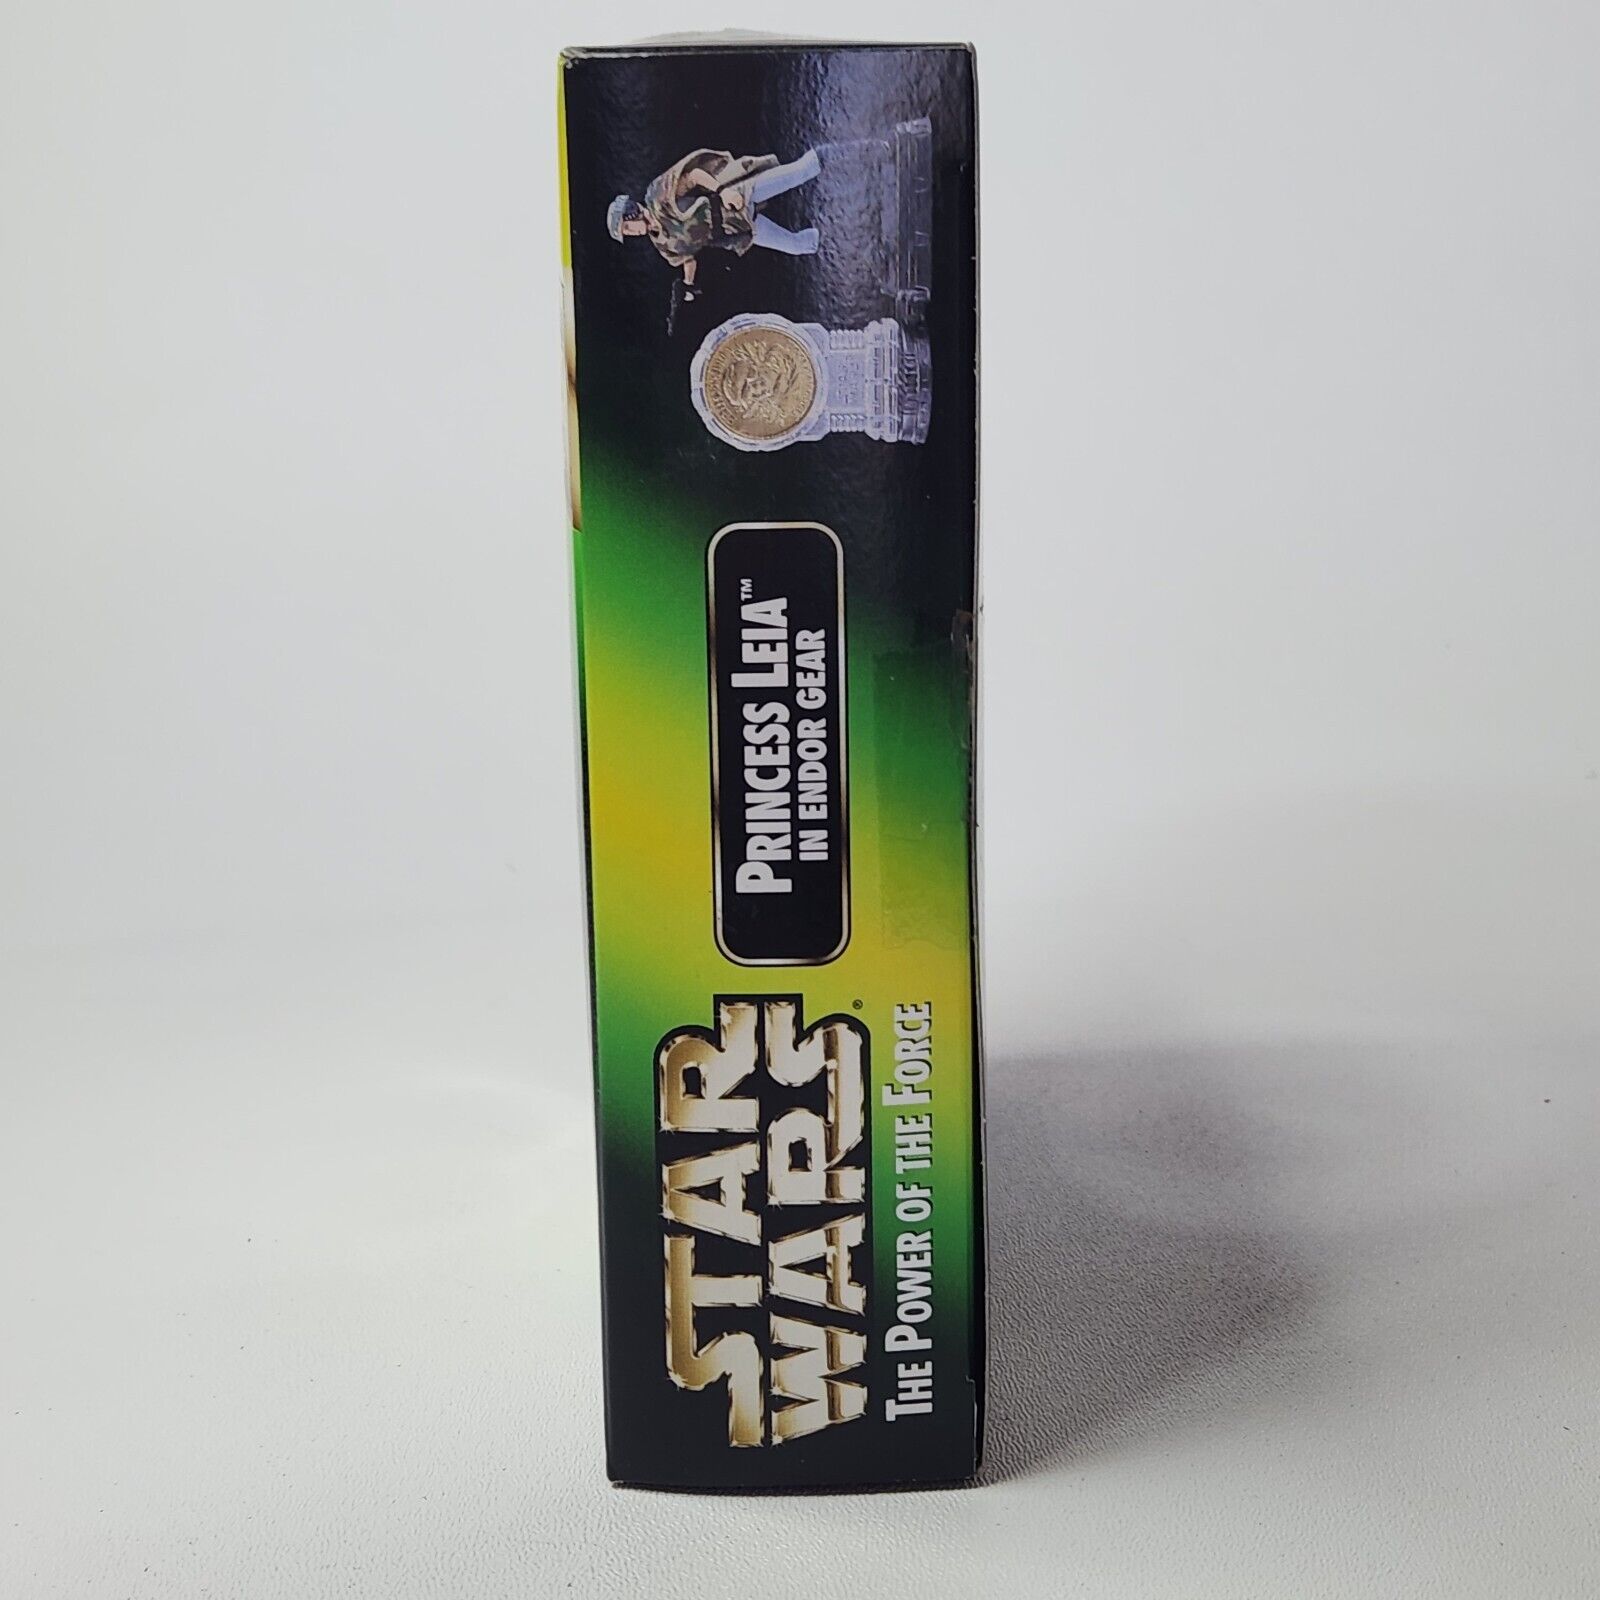 STAR
WARS®
THE POWER OF THE FORCE
PRINCESS LEIA™
IN ENDOR GEAR